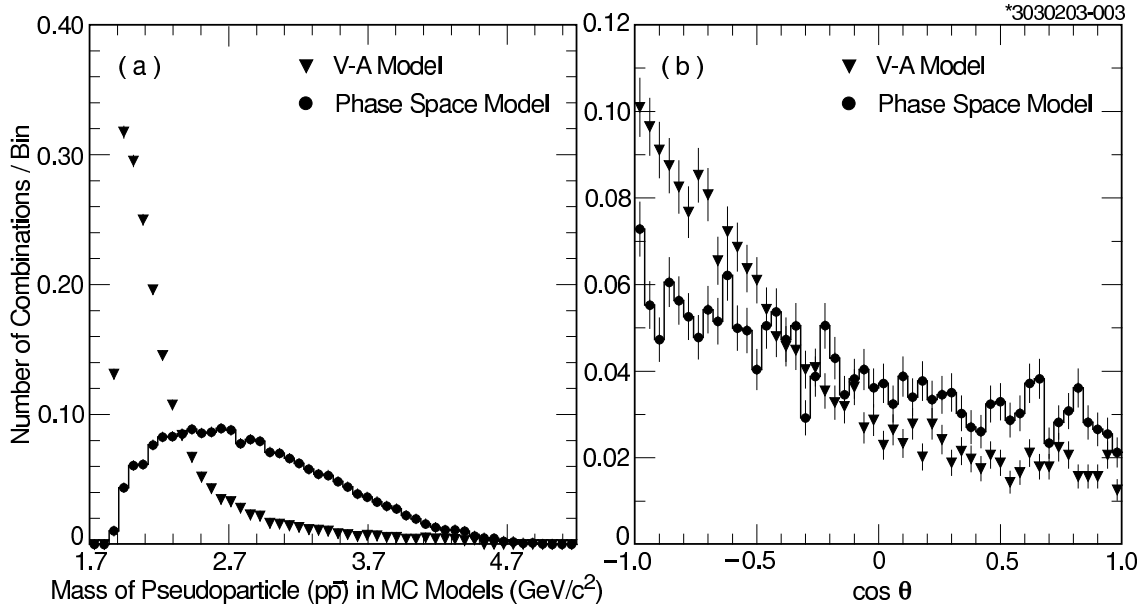 *3030203-003
0.40
0.30
0.20
0.10
0
Number of Combinations / Bin
( a )
V-A Model
Phase Space Model
1.7 2.7 3.7 4.7
Mass of Pseudoparticle (pp̅) in MC Models (GeV/c²)
0.12
0.10
0.08
0.06
0.04
0.02
0
( b )
V-A Model
Phase Space Model
−1.0 −0.5 0 0.5 1.0
cos θ